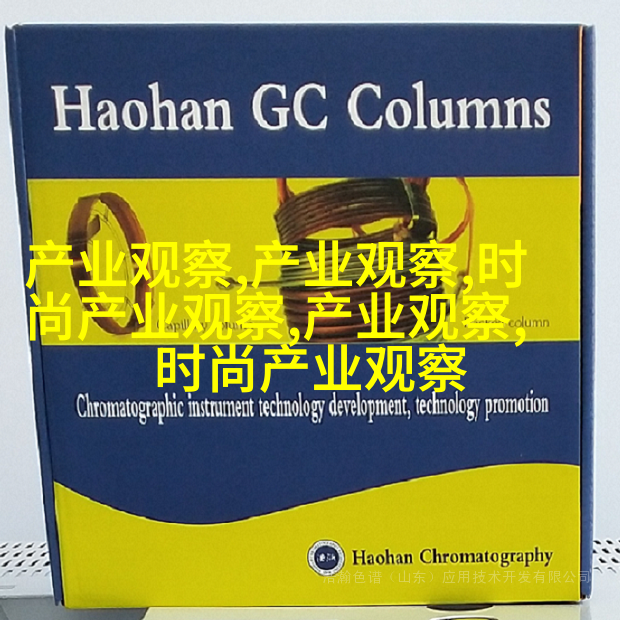 Haohan GC Columns
产业观察,产业观察,时
尚产业观察,产业观察,
时尚产业观察
column
Chromatographic instrument technology development, technology promotion
Haohan Chromatography
浩瀚色谱（山东）应用技术开发有限公司